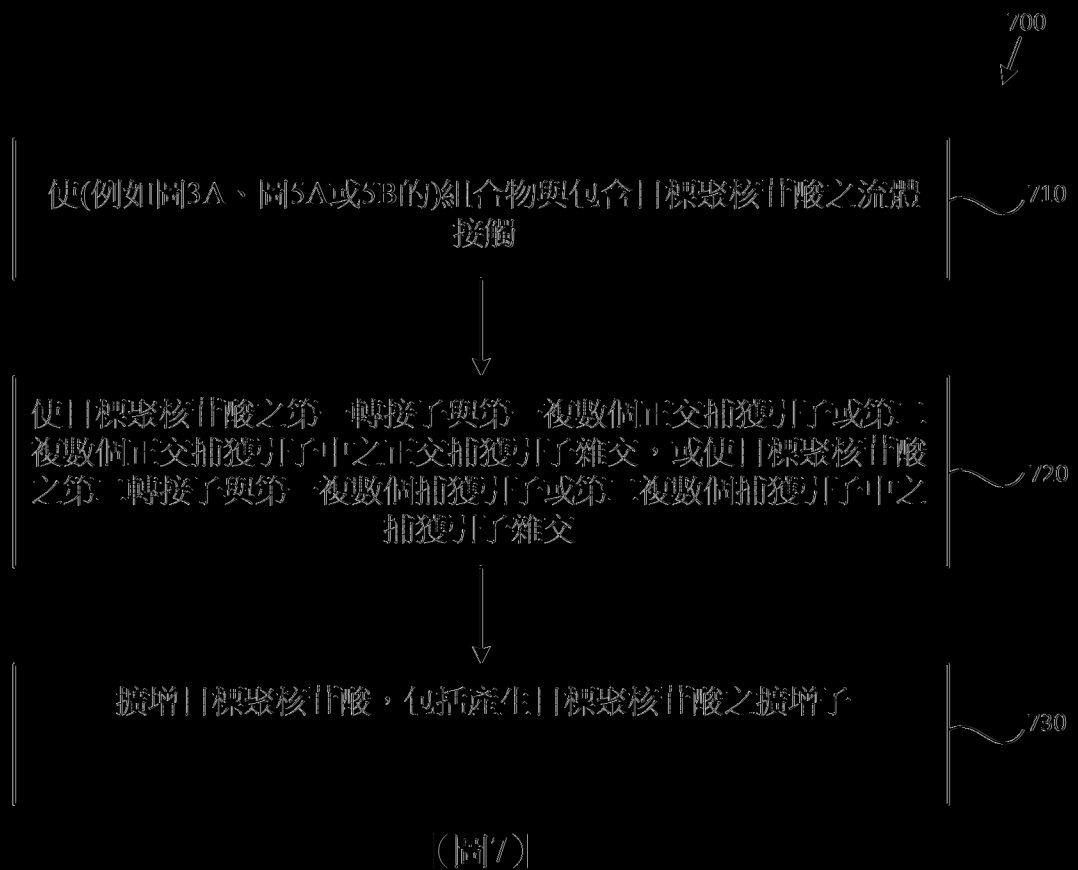 700
使(例如圖3A、圖5A或5B的)組合物與包含目標聚核苷酸之流體
接觸
710
使目標聚核苷酸之第一轉接子與第一複數個正交捕獲引子或第二
複數個正交捕獲引子中之正交捕獲引子雜交，或使目標聚核苷酸
之第二轉接子與第一複數個捕獲引子或第二複數個捕獲引子中之
捕獲引子雜交
720
擴增目標聚核苷酸，包括產生目標聚核苷酸之擴增子
730
(圖7)